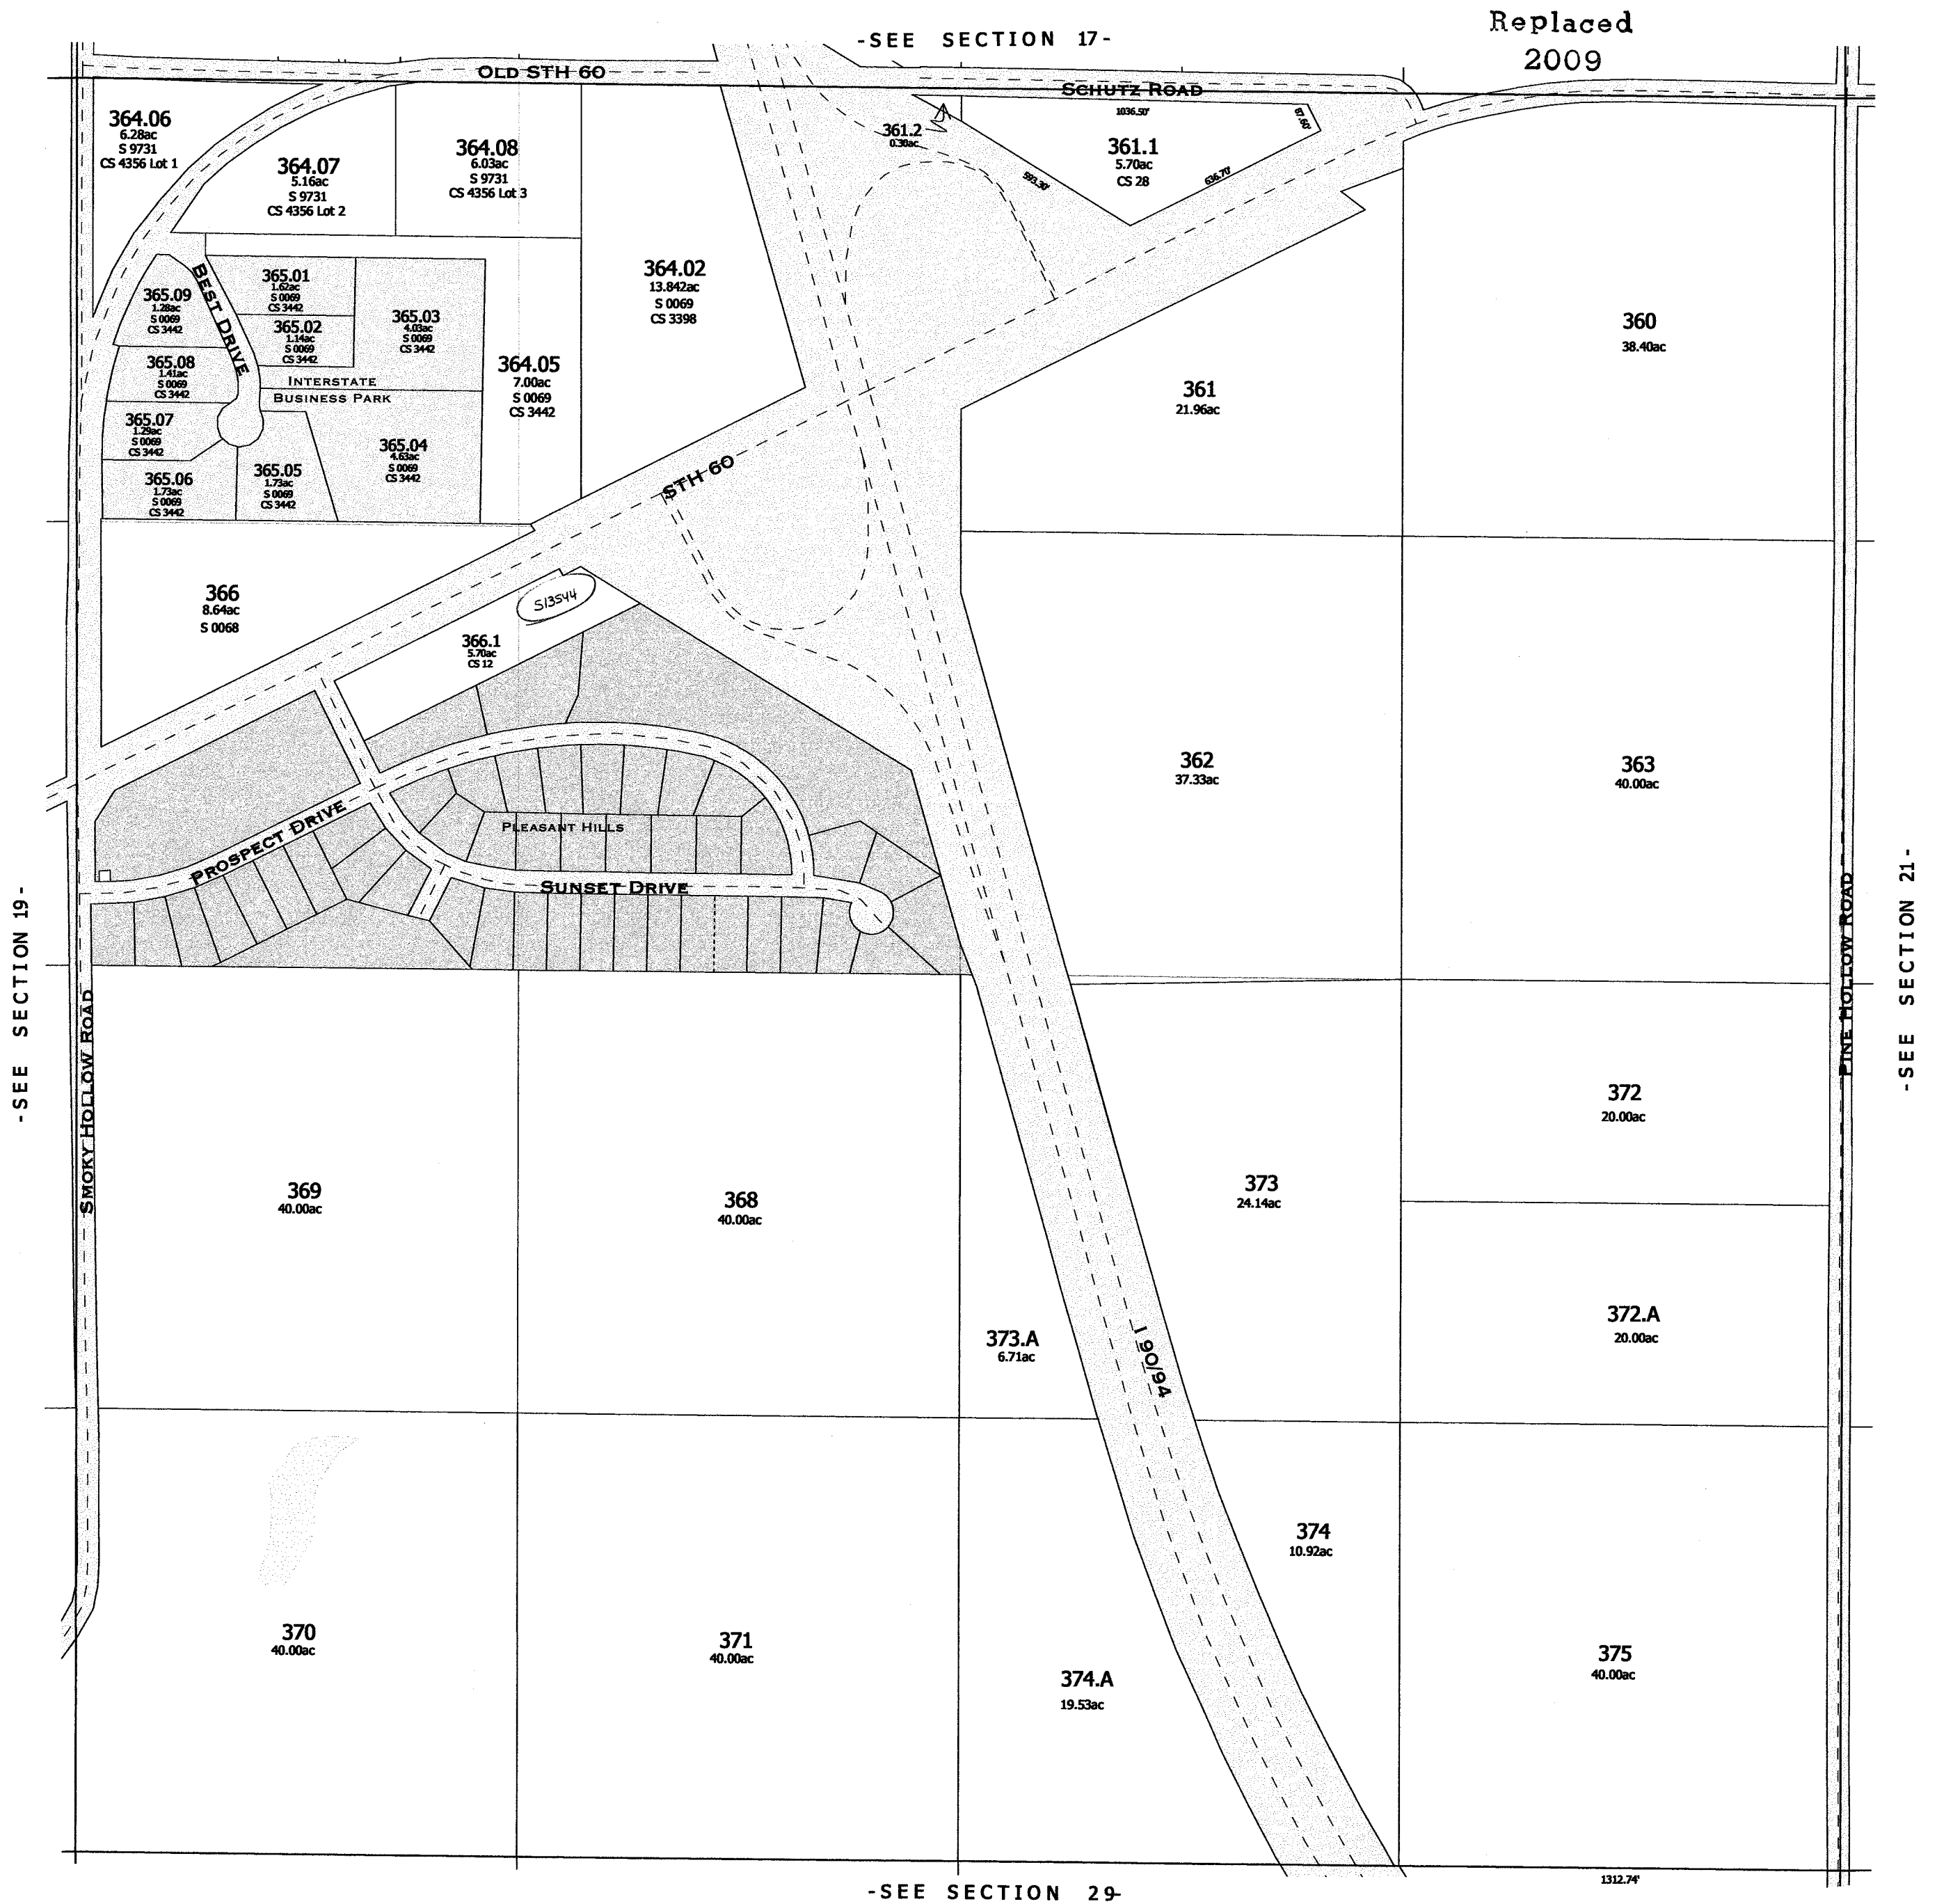 Replaced
2009
-SEE SECTION 17-
OLD STH 60
SCHUTZ ROAD
364.06
6.28ac
S 9731
CS 4356 Lot 1
364.07
5.16ac
S 9731
CS 4356 Lot 2
364.08
6.03ac
S 9731
CS 4356 Lot 3
361.2
0.30ac
1036.50'
67.60'
361.1
5.70ac
CS 28
593.30'
636.70'
364.02
13.842ac
S 0069
CS 3398
BEST DRIVE
365.09
1.28ac
S 0069
CS 3442
365.01
1.62ac
S 0069
CS 3442
365.02
1.14ac
S 0069
CS 3442
365.03
4.03ac
S 0069
CS 3442
365.08
1.41ac
S 0069
CS 3442
INTERSTATE
BUSINESS PARK
364.05
7.00ac
S 0069
CS 3442
365.07
1.29ac
S 0069
CS 3442
365.04
4.63ac
S 0069
CS 3442
365.06
1.73ac
S 0069
CS 3442
365.05
1.73ac
S 0069
CS 3442
360
38.40ac
361
21.96ac
STH 60
366
8.64ac
S 0068
S13544
366.1
5.70ac
CS 12
362
37.33ac
363
40.00ac
PROSPECT DRIVE
PLEASANT HILLS
SUNSET DRIVE
-SEE SECTION 19-
SMOKY HOLLOW ROAD
PINE HOLLOW ROAD
-SEE SECTION 21-
369
40.00ac
368
40.00ac
373
24.14ac
372
20.00ac
373.A
6.71ac
I 90/94
372.A
20.00ac
374
10.92ac
370
40.00ac
371
40.00ac
374.A
19.53ac
375
40.00ac
1312.74'
-SEE SECTION 29-